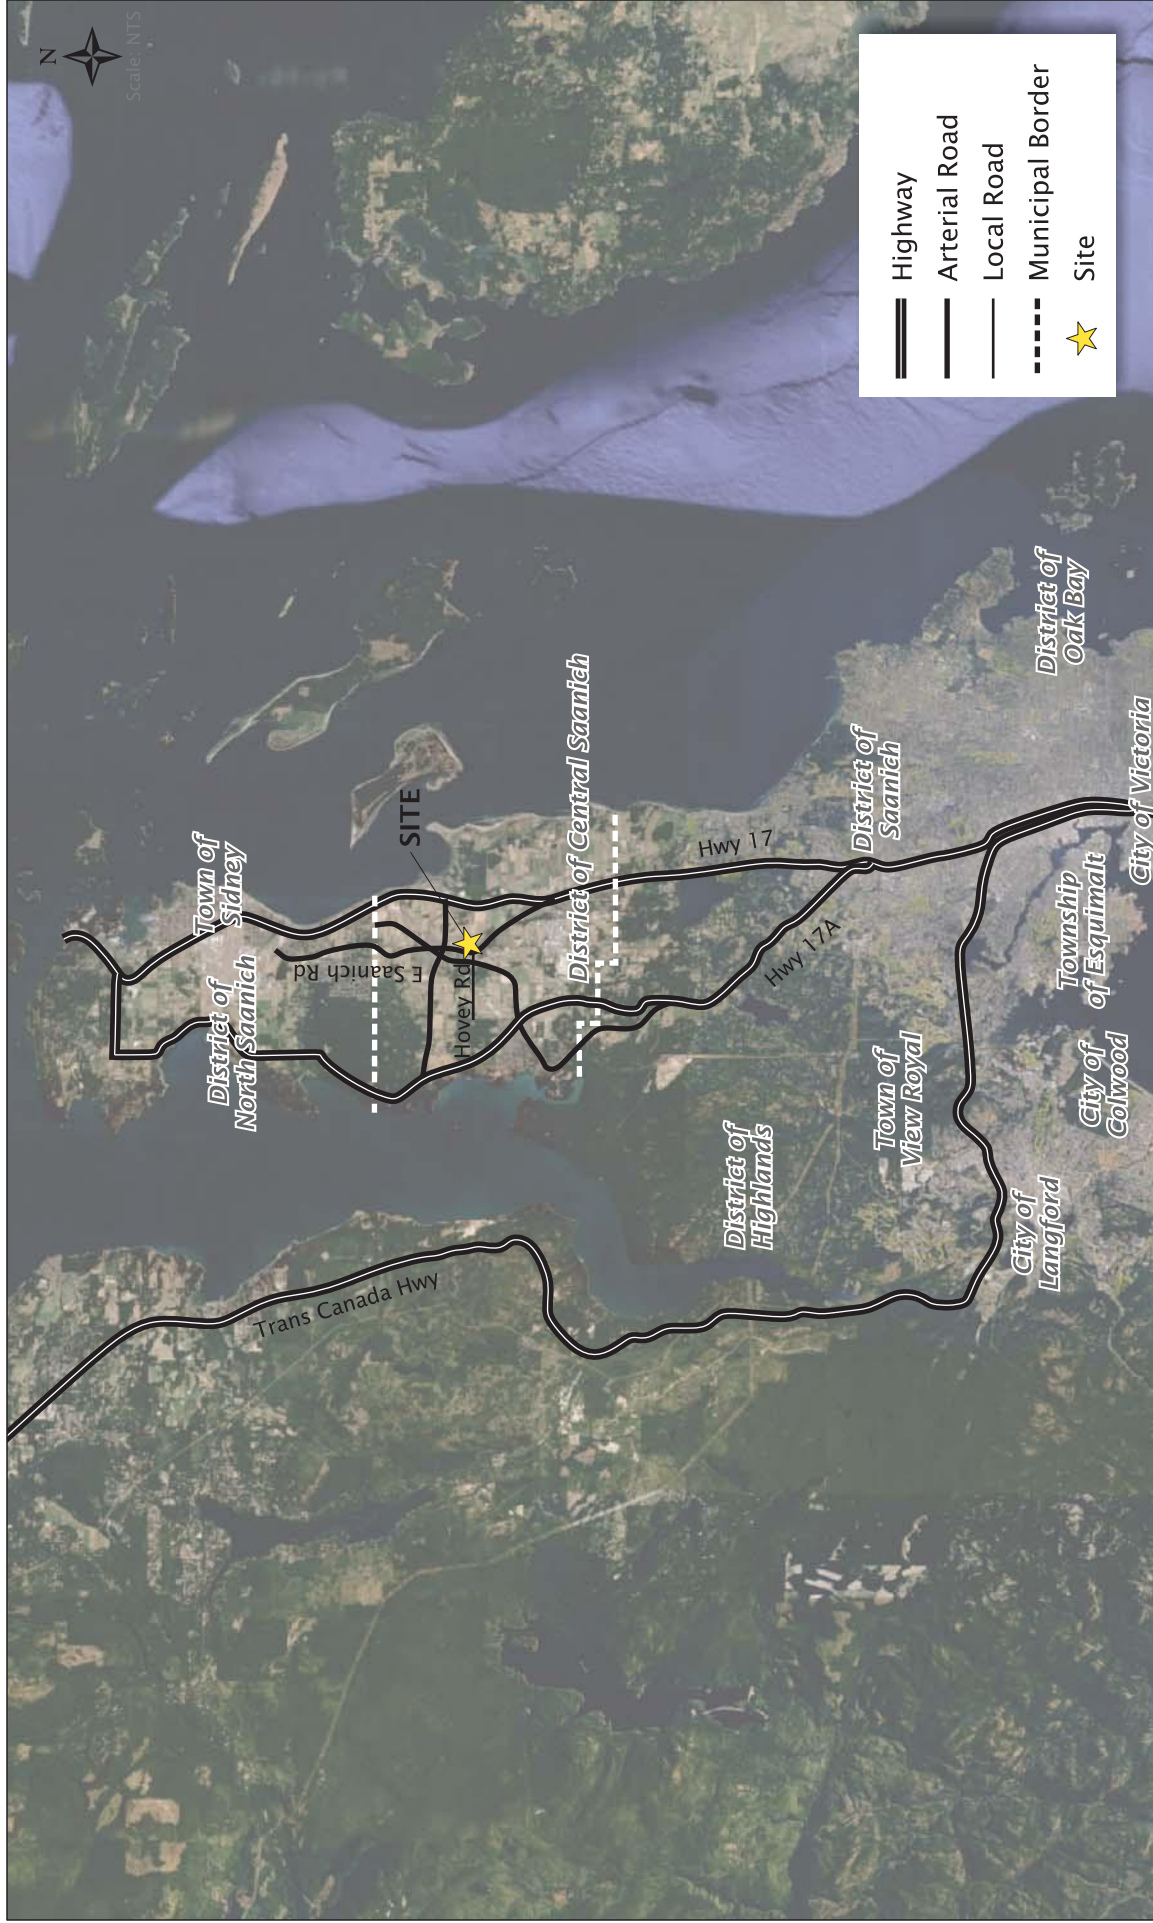 N
Scale: NTS
Town of
Sidney
District of
North Saanich
SITE
E Saanich Rd
Hovey Rd
District of Central Saanich
Trans Canada Hwy
Hwy 17
Hwy 17A
District of
Saanich
District of
Highlands
Town of
View Royal
District of
Oak Bay
City of
Langford
City of
Colwood
Township
of Esquimalt
City of Victoria
Highway
Arterial Road
Local Road
Municipal Border
Site